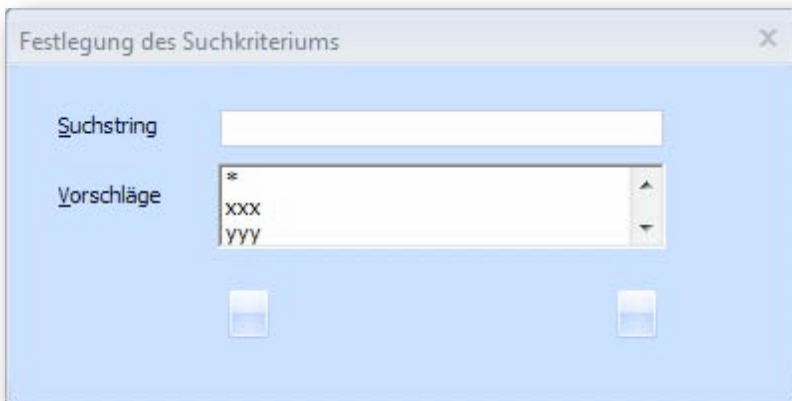 Festlegung des Suchkriteriums
Suchstring
Vorschläge
*
xxx
yyy